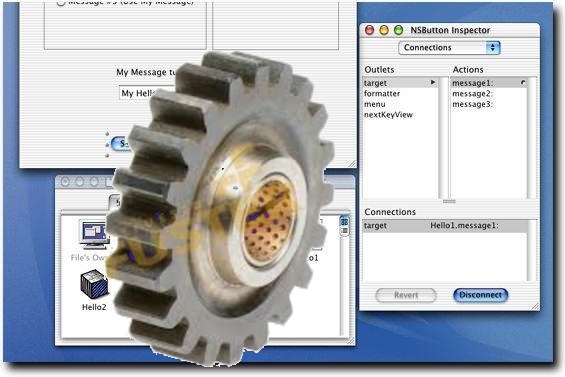 Message #3 (Use My Message)
My Message
My Hello
NSButton Inspector
Connections
Outlets
Actions
target
message1:
formatter
message2:
menu
message3:
nextKeyView
Connections
target Hello1.message1:
File's Own
Hello2
Revert
Disconnect